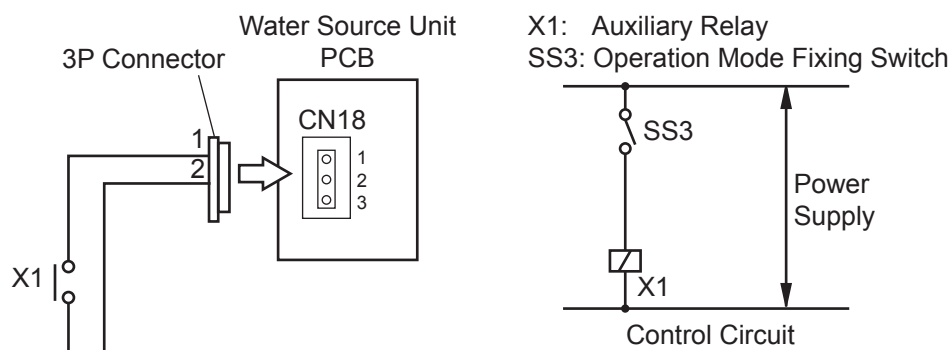 Water Source Unit
PCB
3P Connector
CN18
1
2
1
2
3
X1
X1: Auxiliary Relay
SS3: Operation Mode Fixing Switch
SS3
Power
Supply
X1
Control Circuit